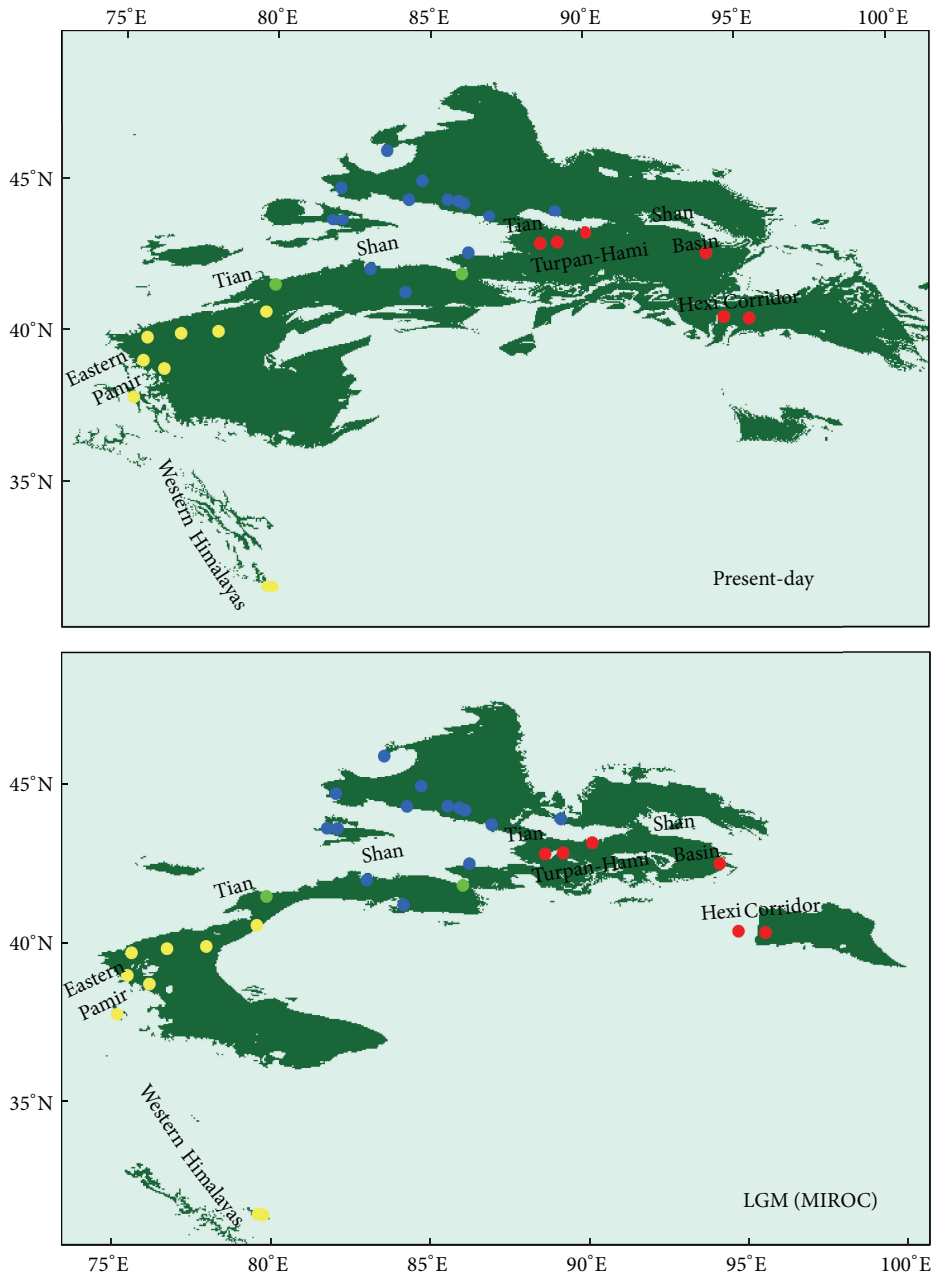 75°E 80°E 85°E 90°E 95°E 100°E
45°N
40°N
35°N
Tian
Shan
Tian
Shan
Turpan-Hami
Basin
Hexi Corridor
Eastern
Pamir
Western Himalayas
Present-day
45°N
40°N
35°N
Tian
Shan
Tian
Shan
Turpan-Hami
Basin
Hexi Corridor
Eastern
Pamir
Western Himalayas
LGM (MIROC)
75°E 80°E 85°E 90°E 95°E 100°E